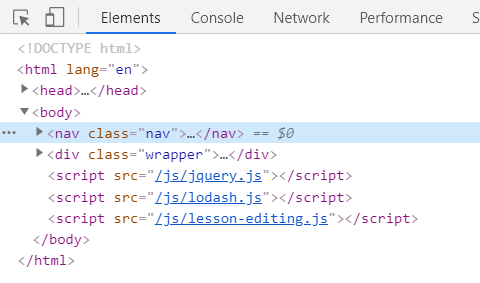 Elements Console Network Performance
<!DOCTYPE html>
<html lang="en">
<head>…</head>
<body>
<nav class="nav">…</nav> == $0
<div class="wrapper">…</div>
<script src="/js/jquery.js"></script>
<script src="/js/lodash.js"></script>
<script src="/js/lesson-editing.js"></script>
</body>
</html>